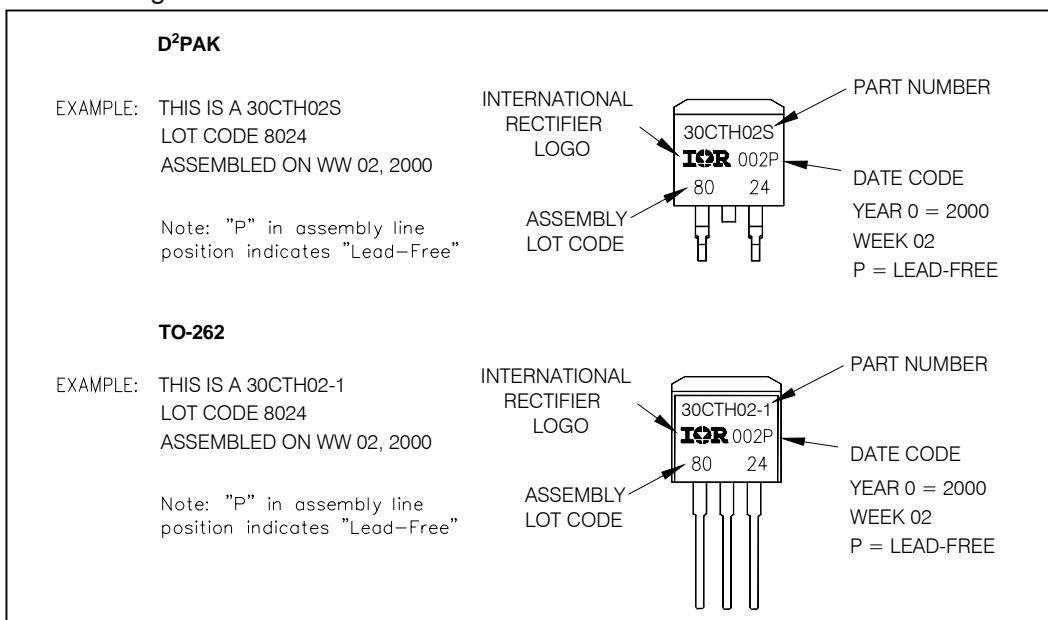 D²PAK
EXAMPLE: THIS IS A 30CTH02S
LOT CODE 8024
ASSEMBLED ON WW 02, 2000
Note: "P" in assembly line
position indicates "Lead-Free"
INTERNATIONAL
RECTIFIER
LOGO
ASSEMBLY
LOT CODE
30CTH02S
IOR 002P
80 24
PART NUMBER
DATE CODE
YEAR 0 = 2000
WEEK 02
P = LEAD-FREE
TO-262
EXAMPLE: THIS IS A 30CTH02-1
LOT CODE 8024
ASSEMBLED ON WW 02, 2000
Note: "P" in assembly line
position indicates "Lead-Free"
INTERNATIONAL
RECTIFIER
LOGO
ASSEMBLY
LOT CODE
30CTH02-1
IOR 002P
80 24
PART NUMBER
DATE CODE
YEAR 0 = 2000
WEEK 02
P = LEAD-FREE